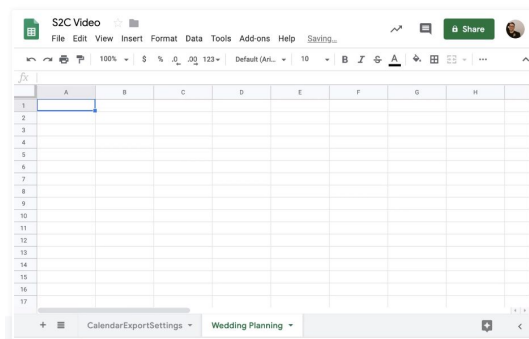 S2C Video
File Edit View Insert Format Data Tools Add-ons Help Saving...
Share
100% $ % .0 .00 123 Default (Ari... 10 B I S A ...
fx
A B C D E F G H
1
2
3
4
5
6
7
8
9
10
11
12
13
14
15
16
17
+ CalendarExportSettings Wedding Planning